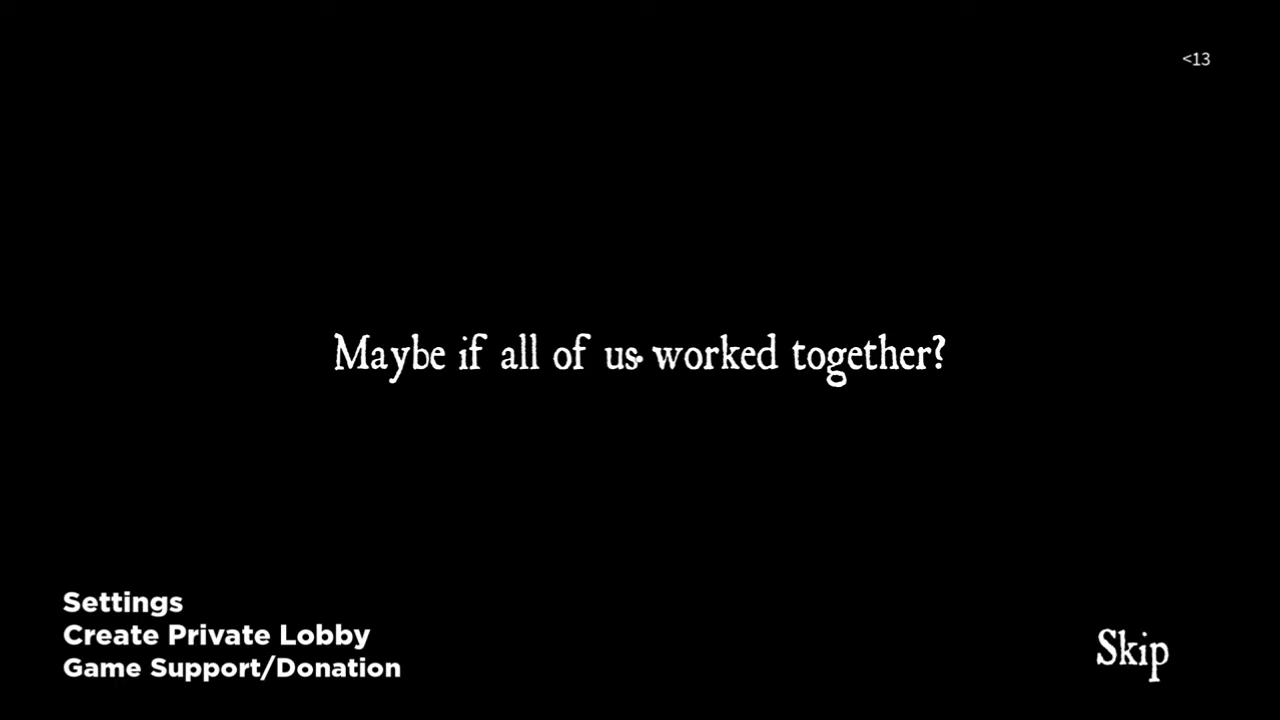 <13
Maybe if all of us worked together?
Settings
Create Private Lobby
Game Support/Donation
Skip